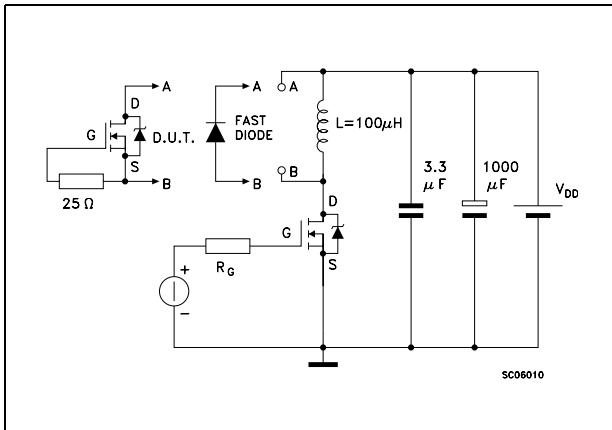 A
A
A
D
G
D.U.T.
FAST
DIODE
L=100μH
S
B
B
B
25 Ω
3.3
μF
1000
μF
V_DD
D
G
S
R_G
+
−
SC06010